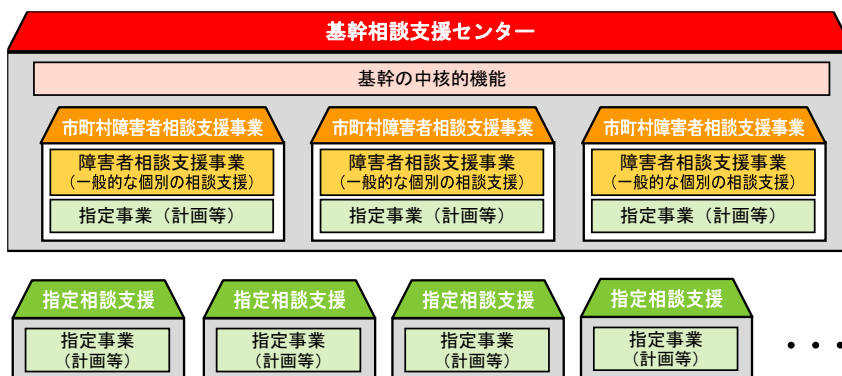 基幹相談支援センター
基幹の中核的機能
市町村障害者相談支援事業
市町村障害者相談支援事業
市町村障害者相談支援事業
障害者相談支援事業
(一般的な個別の相談支援)
障害者相談支援事業
(一般的な個別の相談支援)
障害者相談支援事業
(一般的な個別の相談支援)
指定事業(計画等)
指定事業(計画等)
指定事業(計画等)
指定相談支援
指定相談支援
指定相談支援
指定相談支援
指定事業
(計画等)
指定事業
(計画等)
指定事業
(計画等)
指定事業
(計画等)
・・・